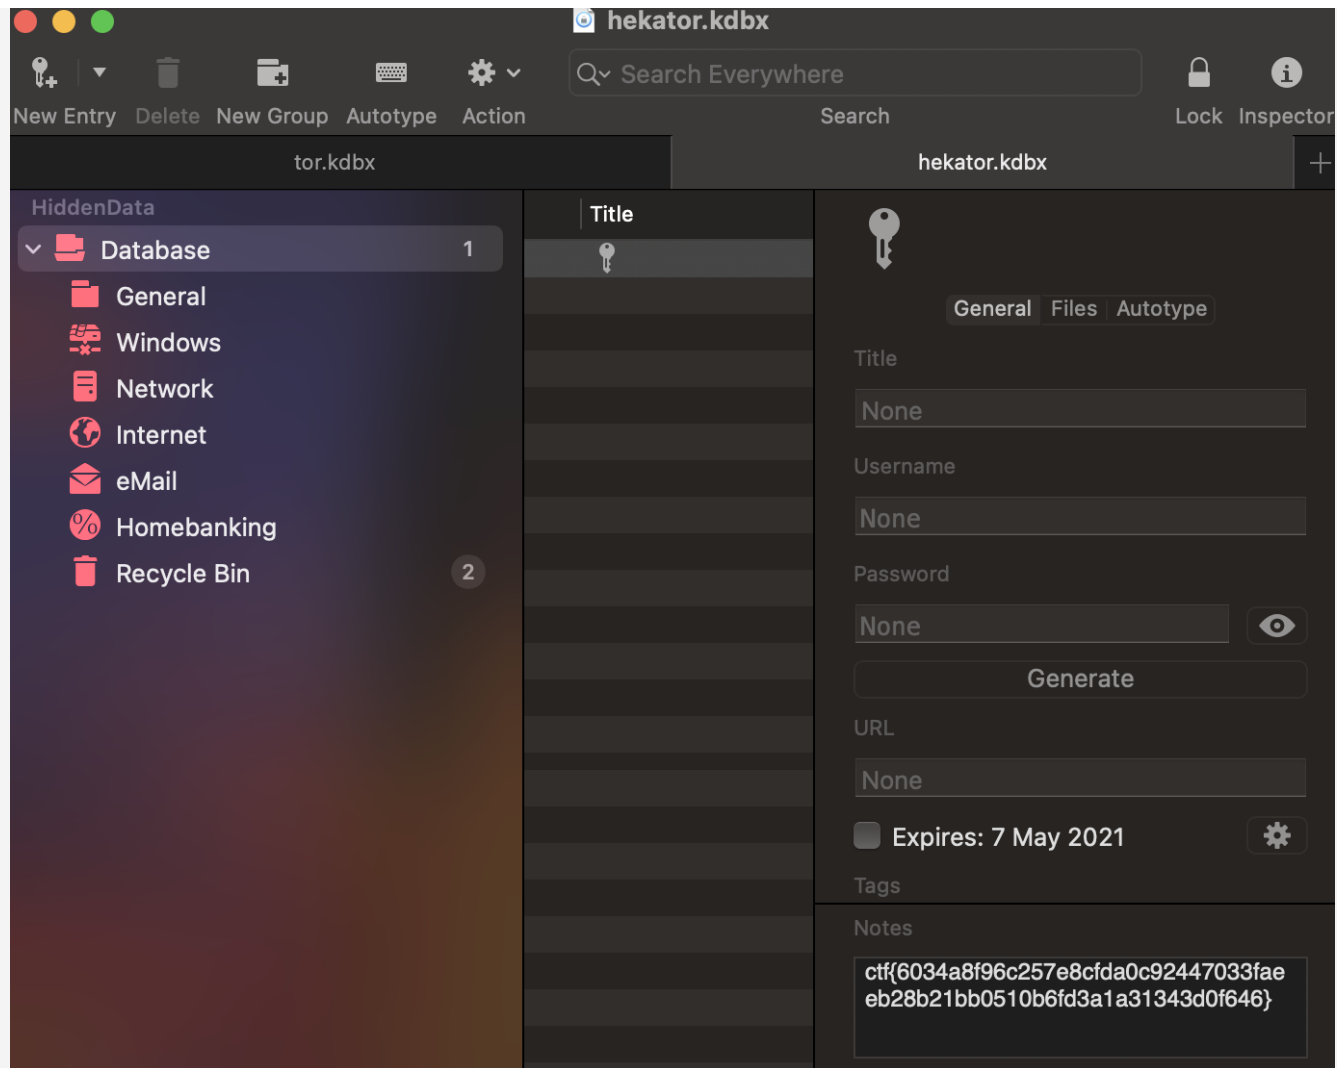 hekator.kdbx
Search Everywhere
New Entry Delete New Group Autotype Action Search Lock Inspector
tor.kdbx hekator.kdbx
HiddenData
Database 1
General
Windows
Network
Internet
eMail
Homebanking
Recycle Bin 2
Title
General Files Autotype
Title
None
Username
None
Password
None
Generate
URL
None
Expires: 7 May 2021
Tags
Notes
ctf{6034a8f96c257e8cfda0c92447033fae
eb28b21bb0510b6fd3a1a31343d0f646}